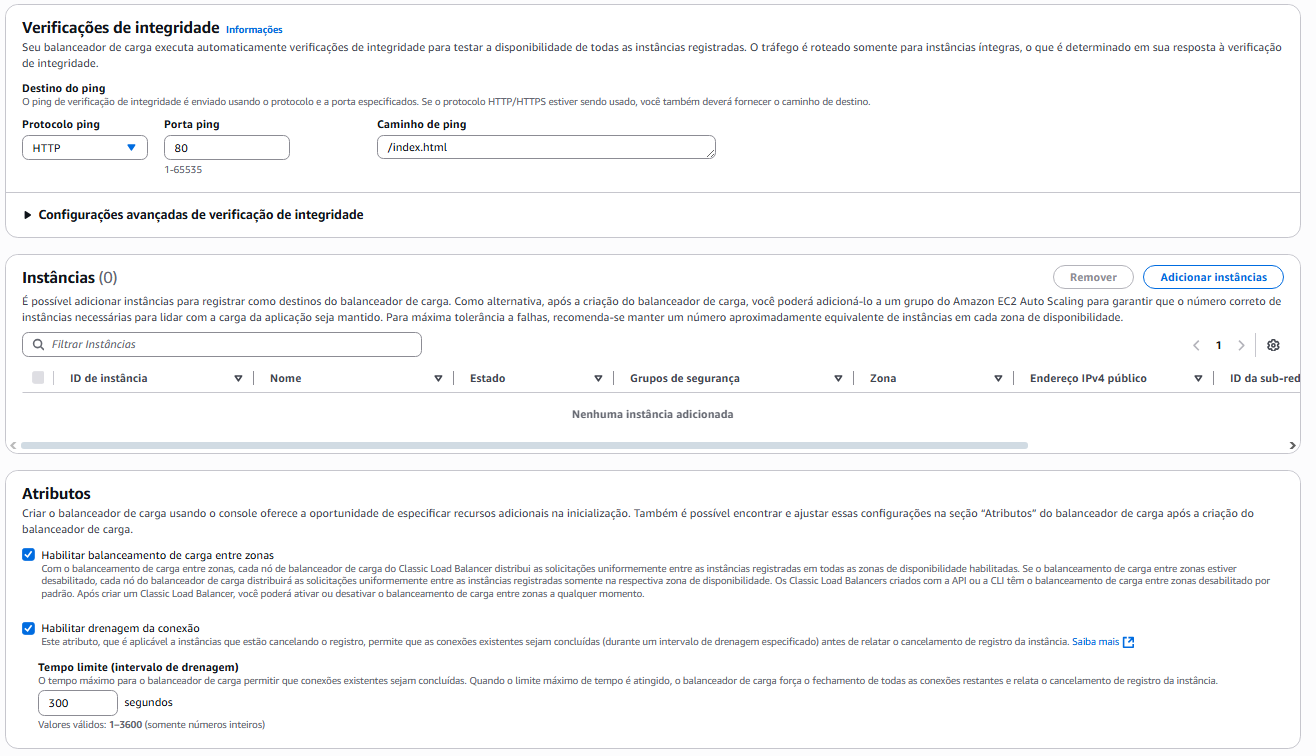 Verificações de integridade Informações
Seu balanceador de carga executa automaticamente verificações de integridade para testar a disponibilidade de todas as instâncias registradas. O tráfego é roteado somente para instâncias íntegras, o que é determinado em sua resposta à verificação
de integridade.
Destino do ping
O ping de verificação de integridade é enviado usando o protocolo e a porta especificados. Se o protocolo HTTP/HTTPS estiver sendo usado, você também deverá fornecer o caminho de destino.
Protocolo ping Porta ping Caminho de ping
HTTP 80 /index.html
1-65535
Configurações avançadas de verificação de integridade
Instâncias (0) Remover Adicionar instâncias
É possível adicionar instâncias para registrar como destinos do balanceador de carga. Como alternativa, após a criação do balanceador de carga, você poderá adicioná-lo a um grupo do Amazon EC2 Auto Scaling para garantir que o número correto de
instâncias necessárias para lidar com a carga da aplicação seja mantido. Para máxima tolerância a falhas, recomenda-se manter um número aproximadamente equivalente de instâncias em cada zona de disponibilidade.
Filtrar Instâncias 1
ID de instância Nome Estado Grupos de segurança Zona Endereço IPv4 público ID da sub-red
Nenhuma instância adicionada
Atributos
Criar o balanceador de carga usando o console oferece a oportunidade de especificar recursos adicionais na inicialização. Também é possível encontrar e ajustar essas configurações na seção “Atributos” do balanceador de carga após a criação do
balanceador de carga.
Habilitar balanceamento de carga entre zonas
Com o balanceamento de carga entre zonas, cada nó de balanceador de carga do Classic Load Balancer distribui as solicitações uniformemente entre as instâncias registradas em todas as zonas de disponibilidade habilitadas. Se o balanceamento de carga entre zonas estiver
desabilitado, cada nó do balanceador de carga distribuirá as solicitações uniformemente entre as instâncias registradas somente na respectiva zona de disponibilidade. Os Classic Load Balancers criados com a API ou a CLI têm o balanceamento de carga entre zonas desabilitado por
padrão. Após criar um Classic Load Balancer, você poderá ativar ou desativar o balanceamento de carga entre zonas a qualquer momento.
Habilitar drenagem da conexão
Este atributo, que é aplicável a instâncias que estão cancelando o registro, permite que as conexões existentes sejam concluídas (durante um intervalo de drenagem especificado) antes de relatar o cancelamento de registro da instância. Saiba mais
Tempo limite (intervalo de drenagem)
O tempo máximo para o balanceador de carga permitir que conexões existentes sejam concluídas. Quando o limite máximo de tempo é atingido, o balanceador de carga força o fechamento de todas as conexões restantes e relata o cancelamento de registro da instância.
300 segundos
Valores válidos: 1–3600 (somente números inteiros)